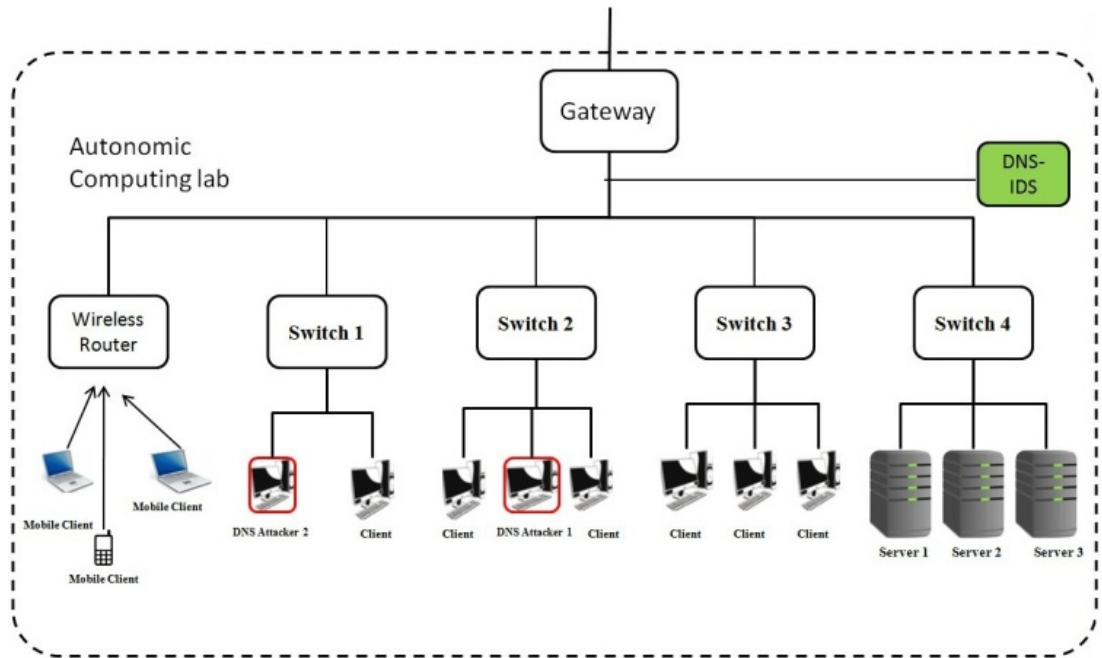 Gateway
Autonomic
Computing lab
DNS-
IDS
Wireless
Router
Switch 1
Switch 2
Switch 3
Switch 4
Mobile Client
Mobile Client
Mobile Client
DNS Attacker 2
Client
Client
DNS Attacker 1
Client
Client
Client
Client
Server 1
Server 2
Server 3